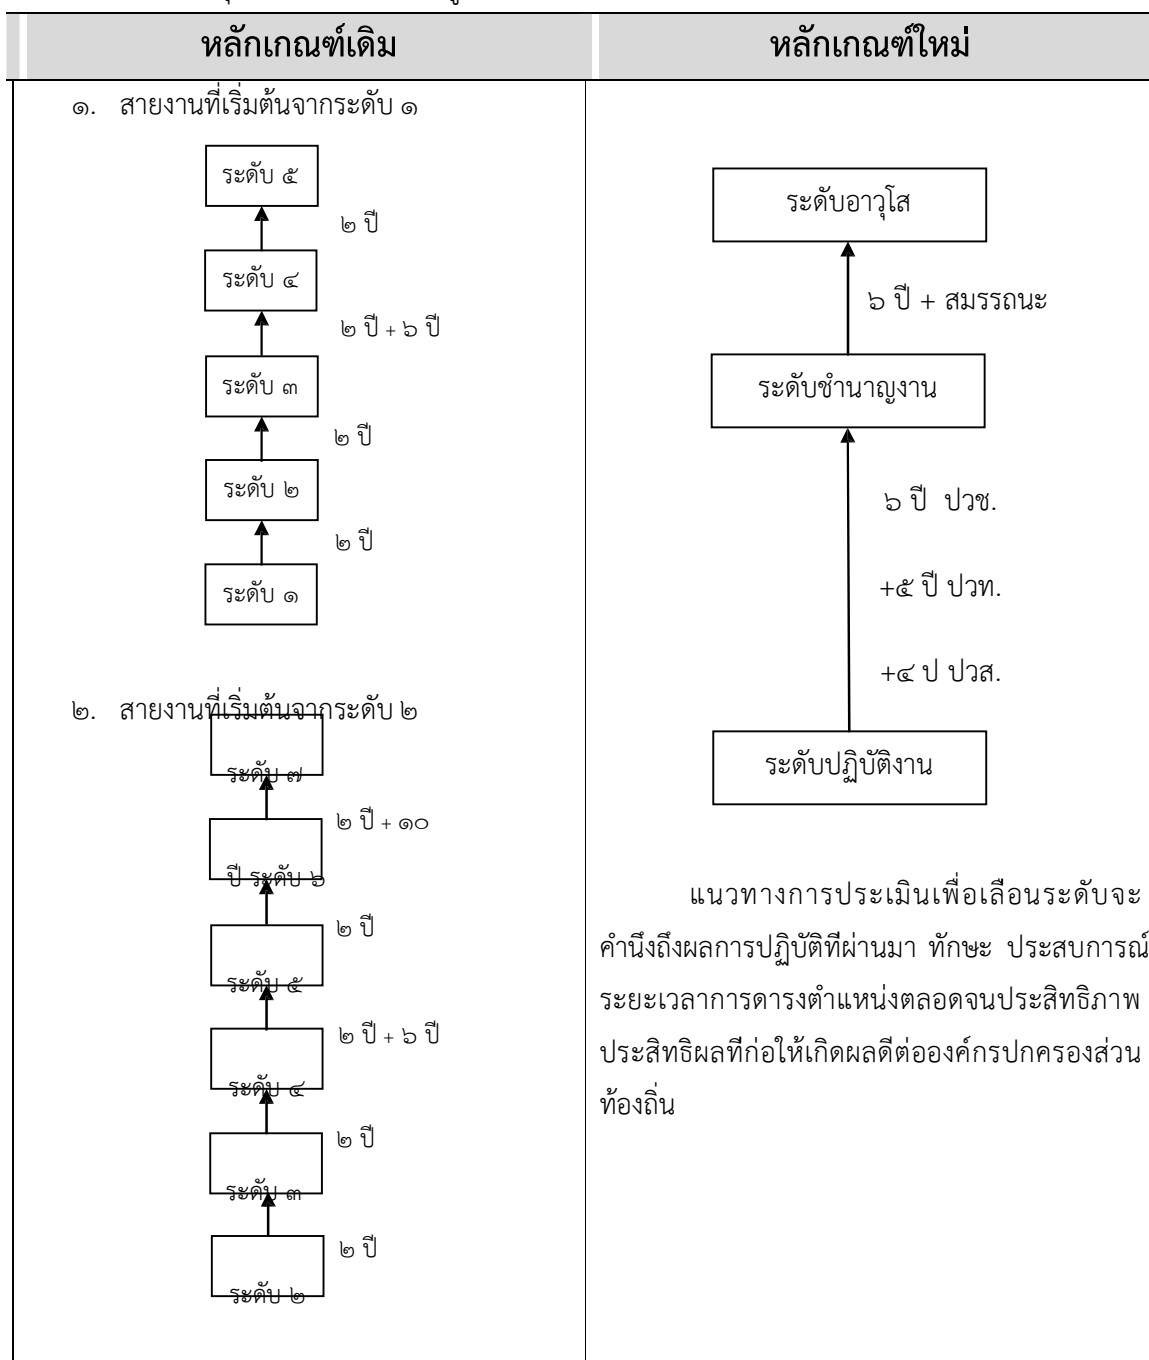 หลักเกณฑ์เดิม
หลักเกณฑ์ใหม่
๑. สายงานที่เริ่มต้นจากระดับ ๑
ระดับ ๕
๒ ปี
ระดับ ๔
๒ ปี + ๖ ปี
ระดับ ๓
๒ ปี
ระดับ ๒
๒ ปี
ระดับ ๑
๒. สายงานที่เริ่มต้นจากระดับ ๒
ระดับ ๗
๒ ปี + ๑๐
ปี ระดับ ๖
๒ ปี
ระดับ ๕
๒ ปี + ๖ ปี
ระดับ ๔
๒ ปี
ระดับ ๓
๒ ปี
ระดับ ๒
ระดับอาวุโส
๖ ปี + สมรรถนะ
ระดับชำนาญงาน
๖ ปี ปวช.
+๕ ปี ปวท.
+๔ ป ปวส.
ระดับปฏิบัติงาน
แนวทางการประเมินเพื่อเลือนระดับจะ
คำนึงถึงผลการปฏิบัติที่ผ่านมา ทักษะ ประสบการณ์
ระยะเวลาการดารงตำแหน่งตลอดจนประสิทธิภาพ
ประสิทธิผลที่ก่อให้เกิดผลดีต่อองค์กรปกครองส่วน
ท้องถิ่น